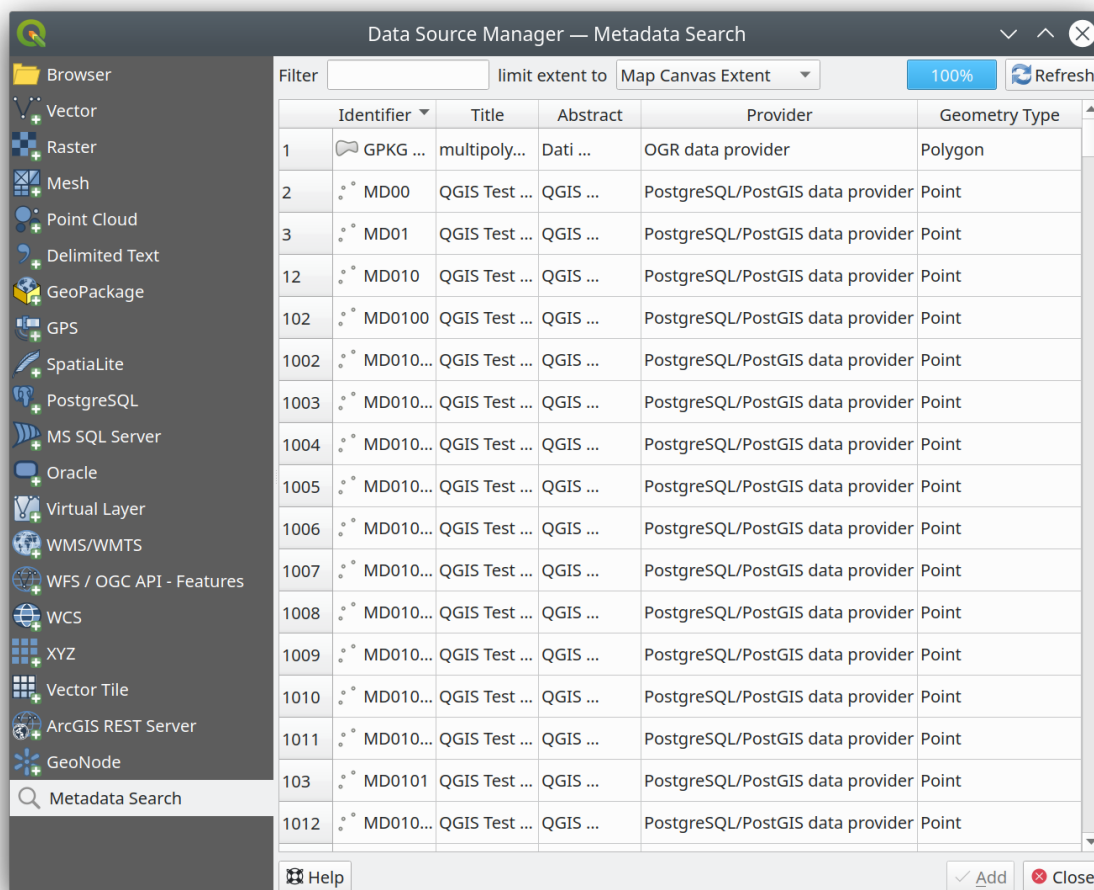 Data Source Manager — Metadata Search
Browser
Vector
Raster
Mesh
Point Cloud
Delimited Text
GeoPackage
GPS
SpatiaLite
PostgreSQL
MS SQL Server
Oracle
Virtual Layer
WMS/WMTS
WFS / OGC API - Features
WCS
XYZ
Vector Tile
ArcGIS REST Server
GeoNode
Metadata Search
Filter limit extent to Map Canvas Extent 100% Refresh
Identifier Title Abstract Provider Geometry Type
1 GPKG ... multipoly... Dati ... OGR data provider Polygon
2 MD00 QGIS Test ... QGIS ... PostgreSQL/PostGIS data provider Point
3 MD01 QGIS Test ... QGIS ... PostgreSQL/PostGIS data provider Point
12 MD010 QGIS Test ... QGIS ... PostgreSQL/PostGIS data provider Point
102 MD0100 QGIS Test ... QGIS ... PostgreSQL/PostGIS data provider Point
1002 MD010... QGIS Test ... QGIS ... PostgreSQL/PostGIS data provider Point
1003 MD010... QGIS Test ... QGIS ... PostgreSQL/PostGIS data provider Point
1004 MD010... QGIS Test ... QGIS ... PostgreSQL/PostGIS data provider Point
1005 MD010... QGIS Test ... QGIS ... PostgreSQL/PostGIS data provider Point
1006 MD010... QGIS Test ... QGIS ... PostgreSQL/PostGIS data provider Point
1007 MD010... QGIS Test ... QGIS ... PostgreSQL/PostGIS data provider Point
1008 MD010... QGIS Test ... QGIS ... PostgreSQL/PostGIS data provider Point
1009 MD010... QGIS Test ... QGIS ... PostgreSQL/PostGIS data provider Point
1010 MD010... QGIS Test ... QGIS ... PostgreSQL/PostGIS data provider Point
1011 MD010... QGIS Test ... QGIS ... PostgreSQL/PostGIS data provider Point
103 MD0101 QGIS Test ... QGIS ... PostgreSQL/PostGIS data provider Point
1012 MD010... QGIS Test ... QGIS ... PostgreSQL/PostGIS data provider Point
Help Add Close